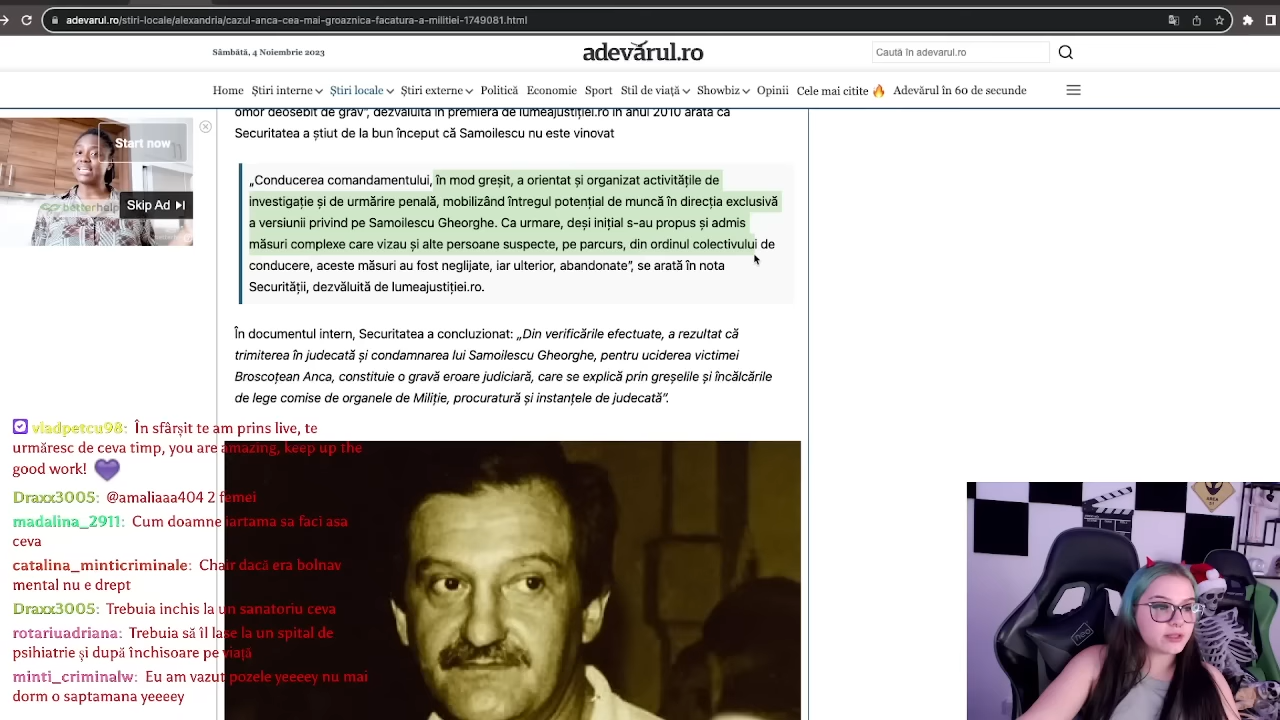 adevarul.ro/stiri-locale/alexandria/cazul-anca-groaznica-a-militiei-1749081.html
Sâmbătă, 4 Noiembrie 2023
adevărul.ro
Caută în adevarul.ro
Home Știri interne Știri locale Știri externe Politică Economie Sport Stil de viață Showbiz Opinii Cele mai citite Adevărul în 60 de secunde
omor deosebit de grav", dezvăluită în premieră de lumeajustiției.ro în anul 2010 arată că
Securitatea a știut de la bun început că Samoilescu nu este vinovat
Start now
Skip Ad
betterhelp
„Conducerea comandamentului, în mod greșit, a orientat și organizat activitățile de
investigație și de urmărire penală, mobilizând întregul potențial de muncă în direcția exclusivă
a versiunii privind pe Samoilescu Gheorghe. Ca urmare, deși inițial s-au propus și admis
măsuri complexe care vizau și alte persoane suspecte, pe parcurs, din ordinul colectivului de
conducere, aceste măsuri au fost neglijate, iar ulterior, abandonate”, se arată în nota
Securității, dezvăluită de lumeajustiției.ro.
În documentul intern, Securitatea a concluzionat: „Din verificările efectuate, a rezultat că
trimiterea în judecată și condamnarea lui Samoilescu Gheorghe, pentru uciderea victimei
Broscoțean Anca, constituie o gravă eroare judiciară, care se explică prin greșelile și încălcările
de lege comise de organele de Miliție, procuratură și instanțele de judecată”.
vladpetcu98: În sfârșit te am prins live, te
urmăresc de ceva timp, you are amazing, keep up the
good work!
Draxx3005: @amaliaaa404 2 femei
madalina_2911: Cum doamne iartama sa faci asa
ceva
catalina_minticriminale: Chair dacă era bolnav
mental nu e drept
Draxx3005: Trebuia inchis la un sanatoriu ceva
rotariuadriana: Trebuia să îl lase la un spital de
psihiatrie și după închisoare pe viață
minti_criminalw: Eu am vazut pozele yeeeey nu mai
dorm o saptamana yeeeey
AREA
51
neo